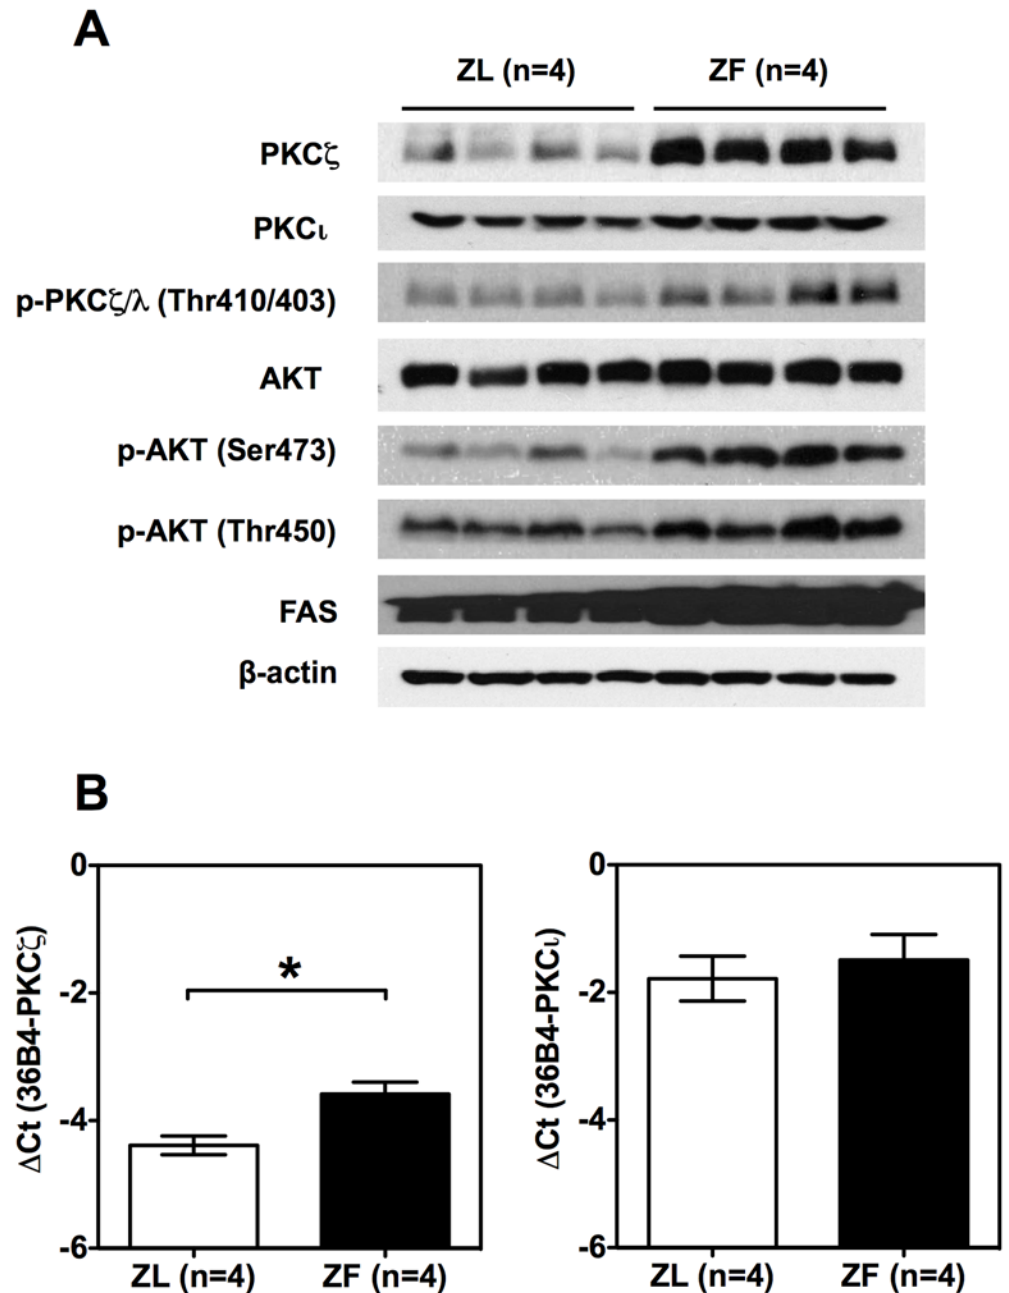 A
ZL (n=4) ZF (n=4)
PKCζ
PKCι
p-PKCζ/λ (Thr410/403)
AKT
p-AKT (Ser473)
p-AKT (Thr450)
FAS
β-actin
B
0
-2
-4
-6
ΔCt (36B4-PKCζ)
*
ZL (n=4) ZF (n=4)
0
-2
-4
-6
ΔCt (36B4-PKCι)
ZL (n=4) ZF (n=4)